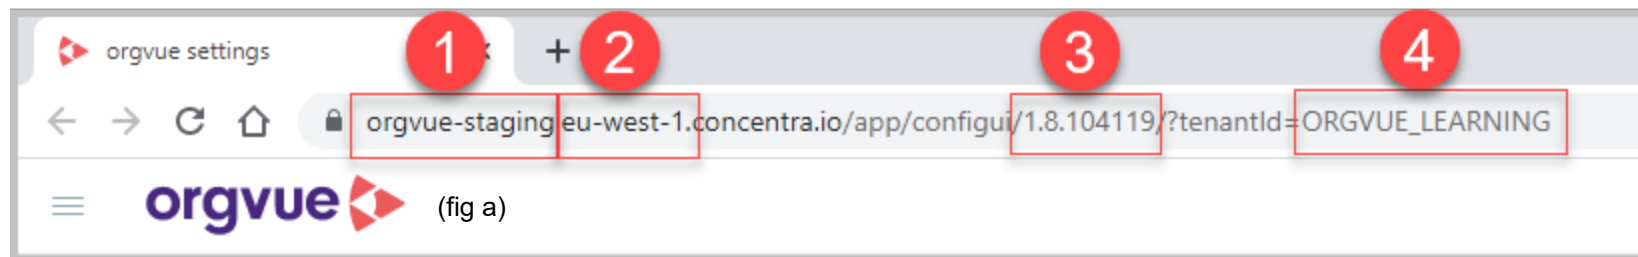 1 2 3 4
orgvue settings
orgvue-staging.eu-west-1.concentra.io/app/configui/1.8.104119/?tenantId=ORGVUE_LEARNING
orgvue (fig a)